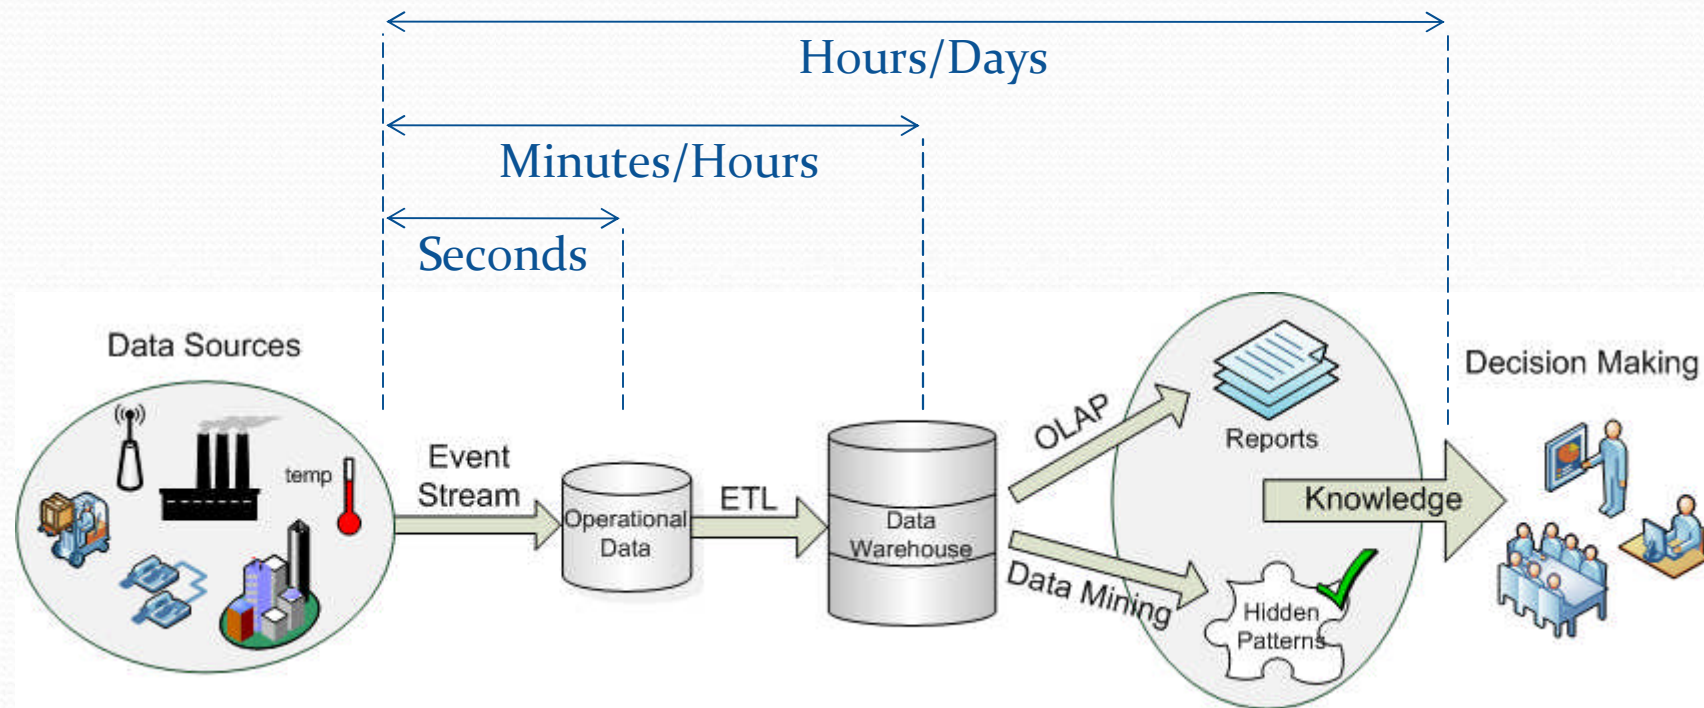 Hours/Days
Minutes/Hours
Seconds
Data Sources
temp
Event
Stream
Operational
Data
ETL
Data
Warehouse
OLAP
Data Mining
Reports
Knowledge
Hidden
Patterns
Decision Making